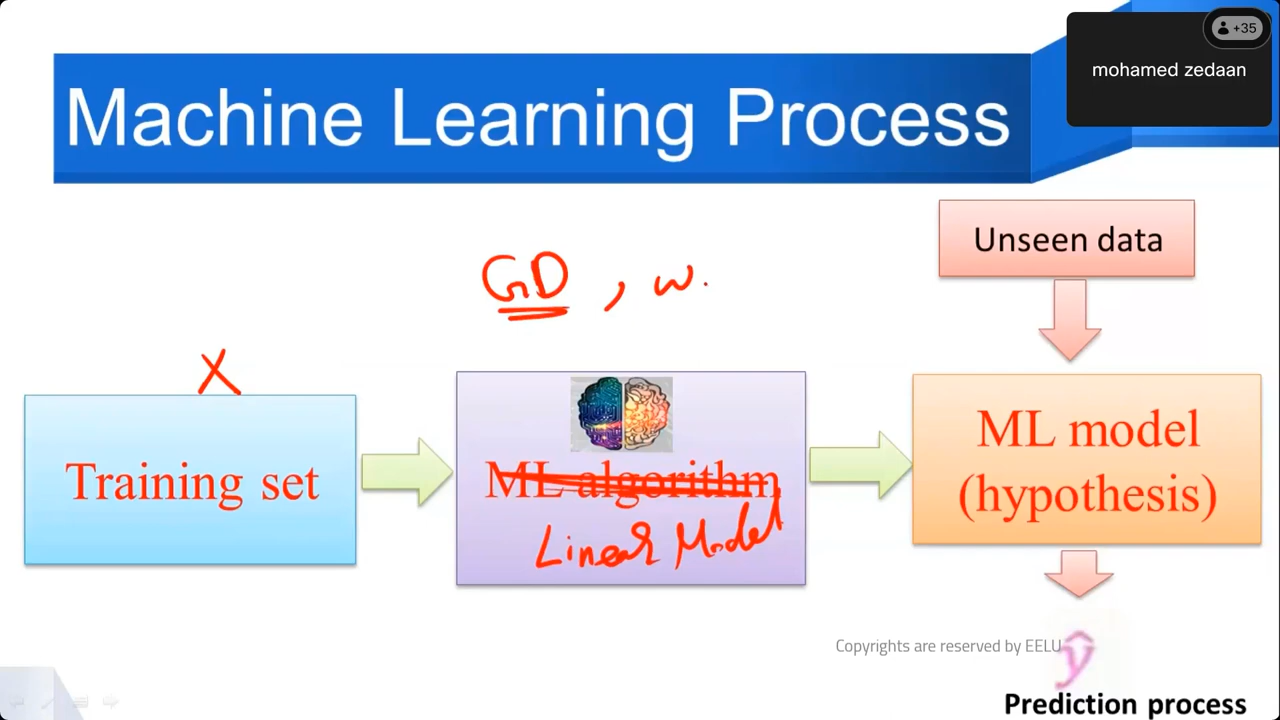 +35
mohamed zedaan
Machine Learning Process
Unseen data
GD, w.
X
Training set
ML algorithm
Linear Model
ML model
(hypothesis)
Copyrights are reserved by EELU
y
Prediction process